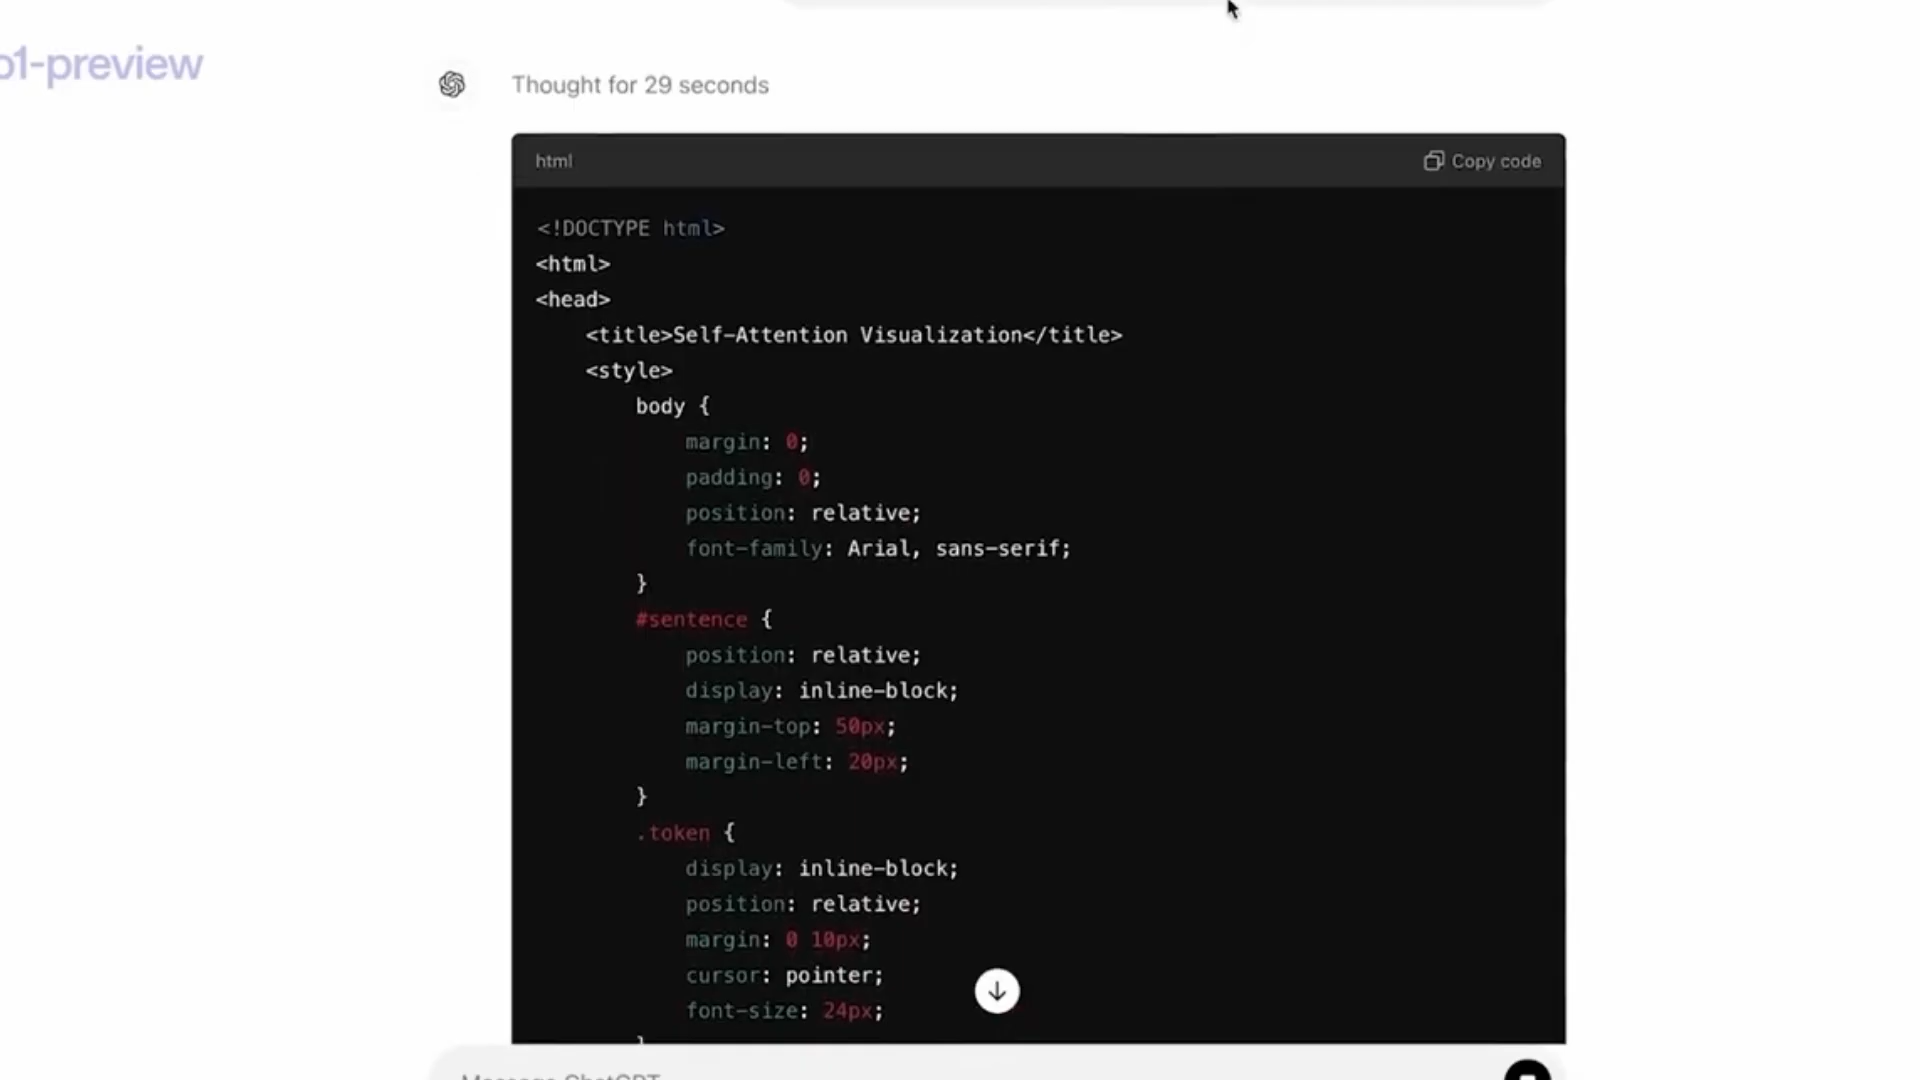 o1-preview
Thought for 29 seconds
html
Copy code
<!DOCTYPE html>
<html>
<head>
    <title>Self-Attention Visualization</title>
    <style>
        body {
            margin: 0;
            padding: 0;
            position: relative;
            font-family: Arial, sans-serif;
        }
        #sentence {
            position: relative;
            display: inline-block;
            margin-top: 50px;
            margin-left: 20px;
        }
        .token {
            display: inline-block;
            position: relative;
            margin: 0 10px;
            cursor: pointer;
            font-size: 24px;
        }
Message ChatGPT